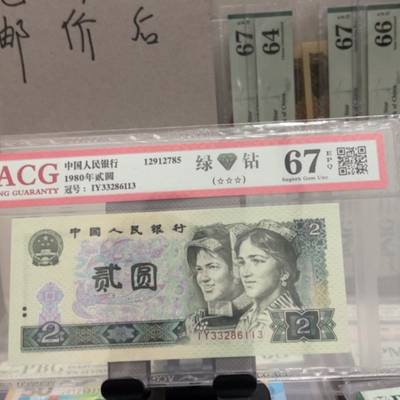 邮价后
67
64
67
66
ACG
NG GUARANTY
中国人民银行 12912785
1980年贰圆
冠号: IY33286113
绿 钻
(☆☆☆)
67 EPQ
Superb Gem Unc
中国人民银行
贰圆
2
2
2
IY33286113